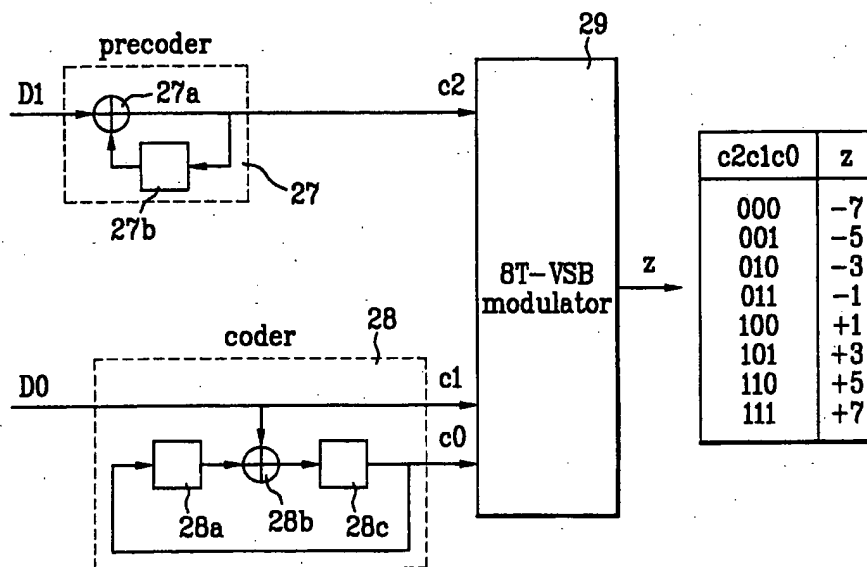 precoder
29
D1
27a
c2
27
27b
c2c1c0 z
000 -7
001 -5
010 -3
011 -1
100 +1
101 +3
110 +5
111 +7
8T-VSB
modulator
z
coder
28
D0
c1
c0
28a
28b
28c